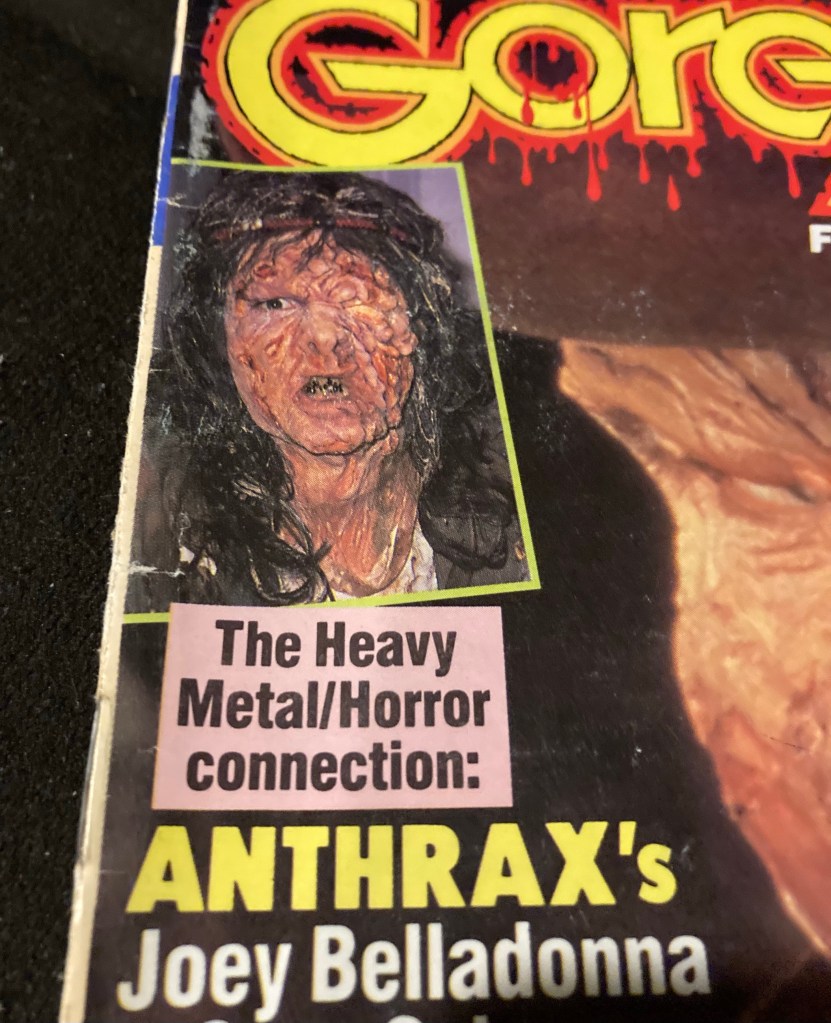 Gore
F
The Heavy
Metal/Horror
connection:
ANTHRAX's
Joey Belladonna